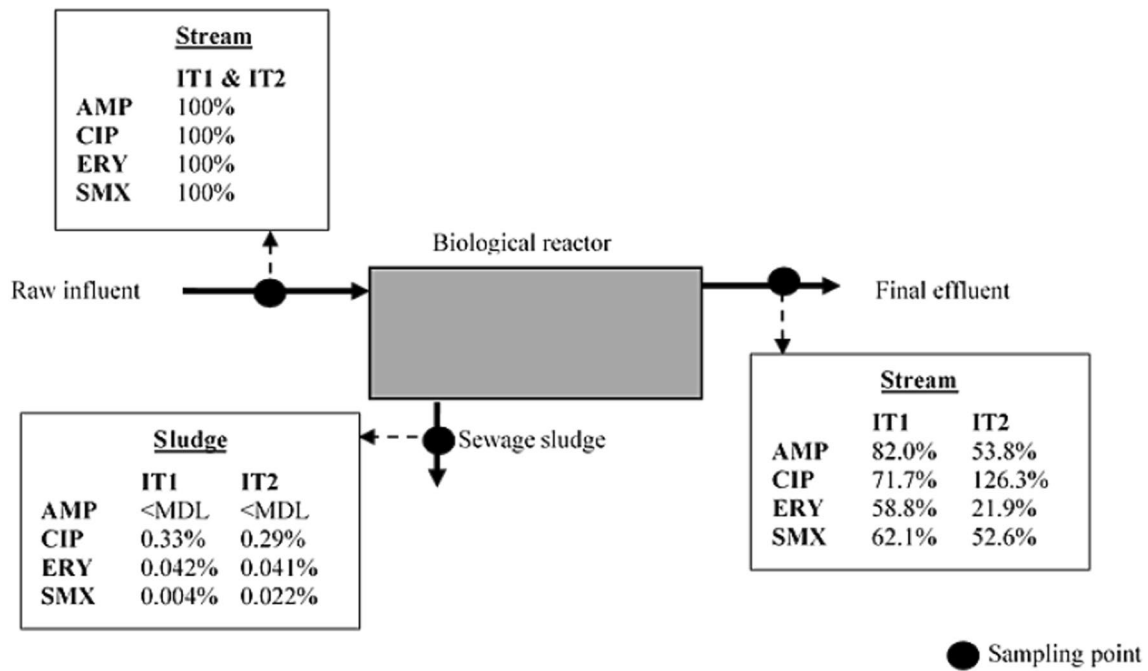 Stream
IT1 & IT2
AMP 100%
CIP 100%
ERY 100%
SMX 100%
Biological reactor
Raw influent
Final effluent
Stream
IT1 IT2
AMP 82.0% 53.8%
CIP 71.7% 126.3%
ERY 58.8% 21.9%
SMX 62.1% 52.6%
Sewage sludge
Sludge
IT1 IT2
AMP <MDL <MDL
CIP 0.33% 0.29%
ERY 0.042% 0.041%
SMX 0.004% 0.022%
Sampling point